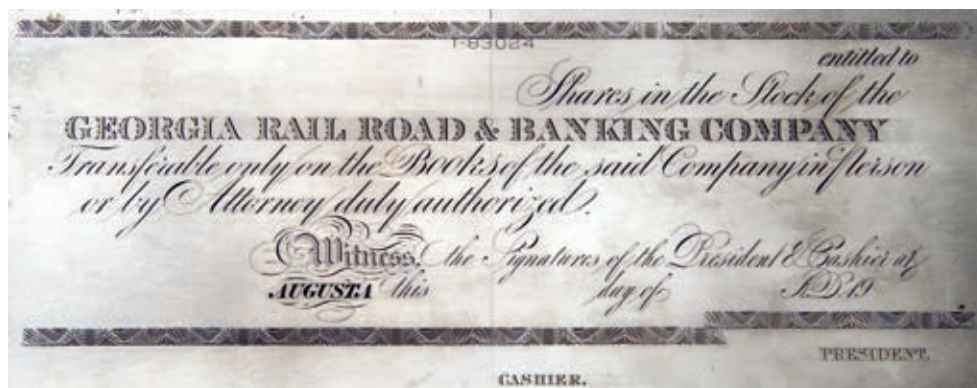 T-83024
entitled to
Shares in the Stock of the
GEORGIA RAIL ROAD & BANKING COMPANY
Transferable only on the Books of the said Company in person
or by Attorney duly authorized.
Witness, the Signatures of the President & Cashier at
AUGUSTA this day of A.D. 19
PRESIDENT.
CASHIER.